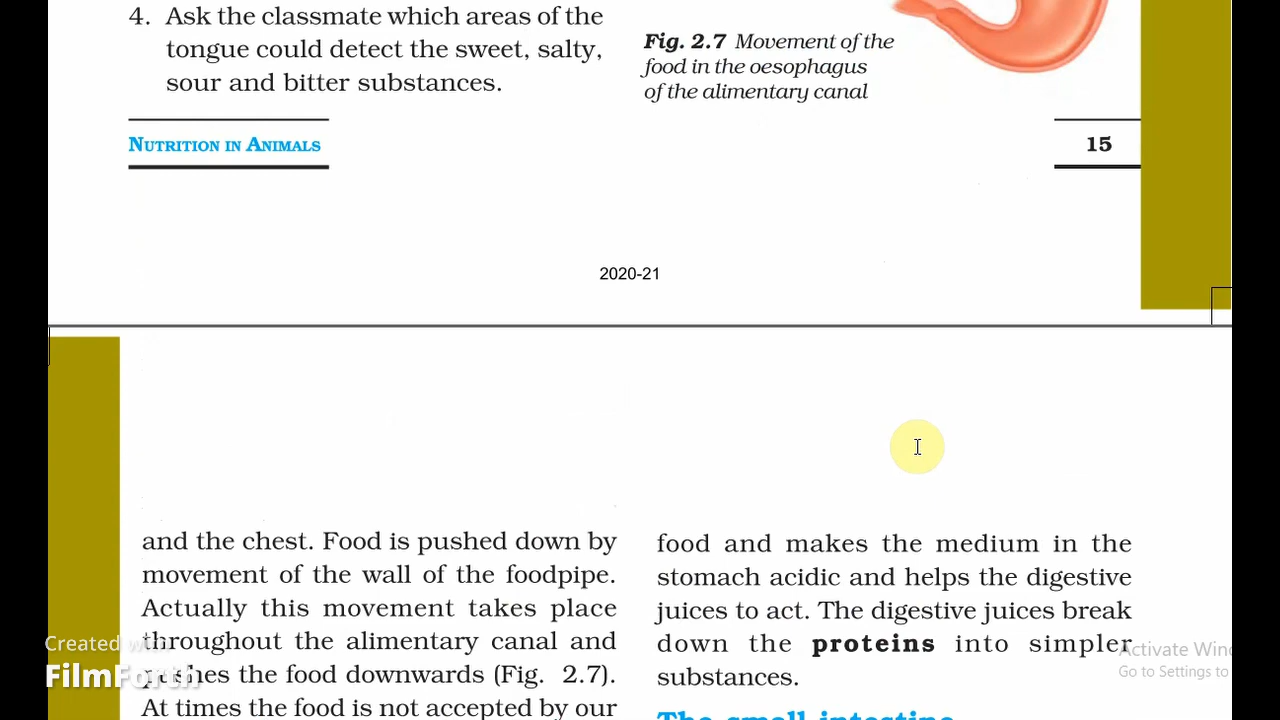 4. Ask the classmate which areas of the
tongue could detect the sweet, salty,
sour and bitter substances.
Fig. 2.7 Movement of the
food in the oesophagus
of the alimentary canal
NUTRITION IN ANIMALS
15
2020-21
and the chest. Food is pushed down by
movement of the wall of the foodpipe.
Actually this movement takes place
throughout the alimentary canal and
pushes the food downwards (Fig. 2.7).
At times the food is not accepted by our
food and makes the medium in the
stomach acidic and helps the digestive
juices to act. The digestive juices break
down the proteins into simpler
substances.
The small intestine
Created with
FilmForth
Activate Wind
Go to Settings to